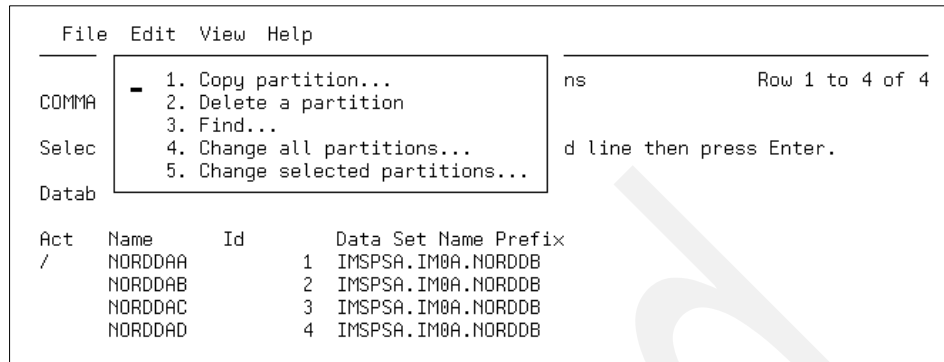 File Edit View Help
1. Copy partition... ns Row 1 to 4 of 4
COMMA 2. Delete a partition
3. Find...
Selec 4. Change all partitions... d line then press Enter.
5. Change selected partitions...
Datab
Act Name Id Data Set Name Prefix
/ NORDDAA 1 IMSPSA.IM0A.NORDDB
NORDDAB 2 IMSPSA.IM0A.NORDDB
NORDDAC 3 IMSPSA.IM0A.NORDDB
NORDDAD 4 IMSPSA.IM0A.NORDDB